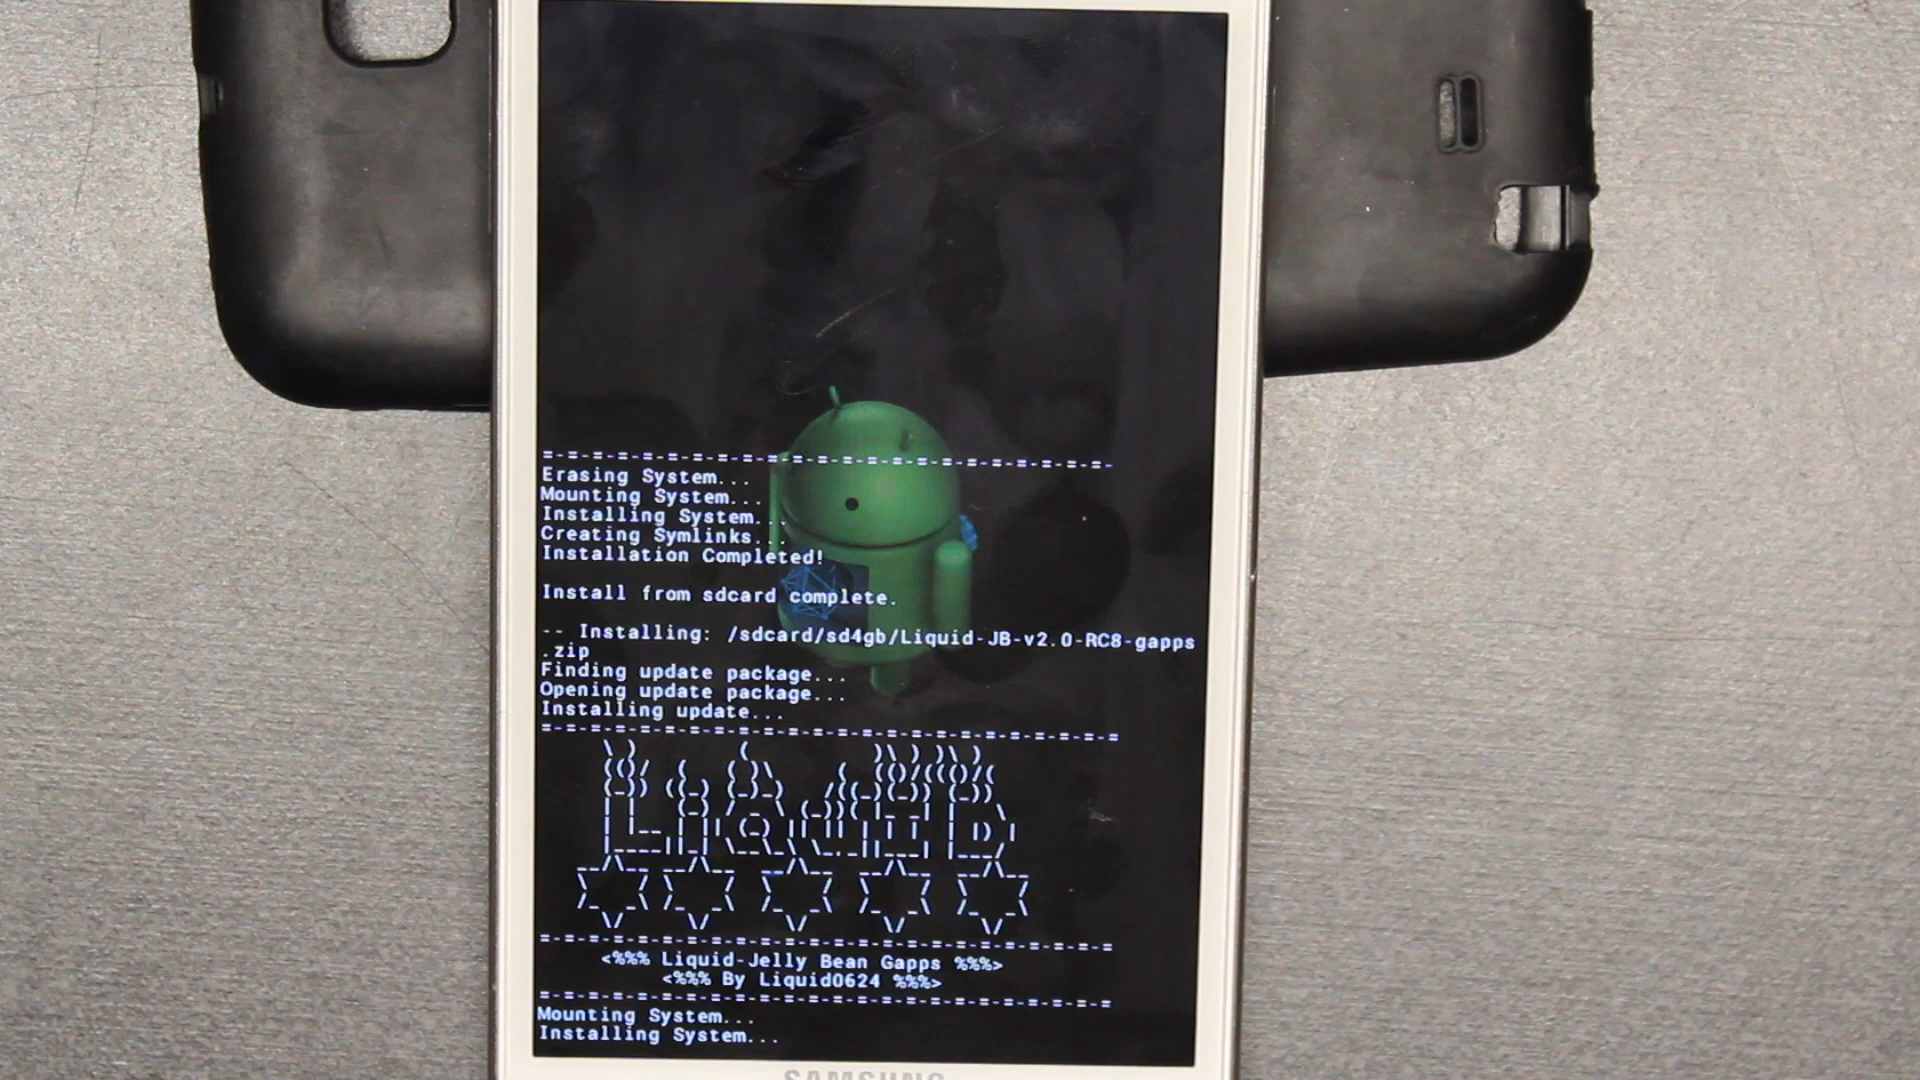 =-=-=-=-=-=-=-=-=-=-=-=-=-=-=-=-=-=-=-=-=-=-=-
Erasing System...
Mounting System...
Installing System...
Creating Symlinks...
Installation Completed!
Install from sdcard complete.
-- Installing: /sdcard/sd4gb/Liquid-JB-v2.0-RC8-gapps
.zip
Finding update package...
Opening update package...
Installing update...
=-=-=-=-=-=-=-=-=-=-=-=-=-=-=-=-=-=-=-=-=-=-=-=
LIQUID
=-=-=-=-=-=-=-=-=-=-=-=-=-=-=-=-=-=-=-=-=-=-=-=
<%%% Liquid-Jelly Bean Gapps %%%>
<%%% By Liquid0624 %%%>
=-=-=-=-=-=-=-=-=-=-=-=-=-=-=-=-=-=-=-=-=-=-=-=
Mounting System...
Installing System...
SAMSUNG